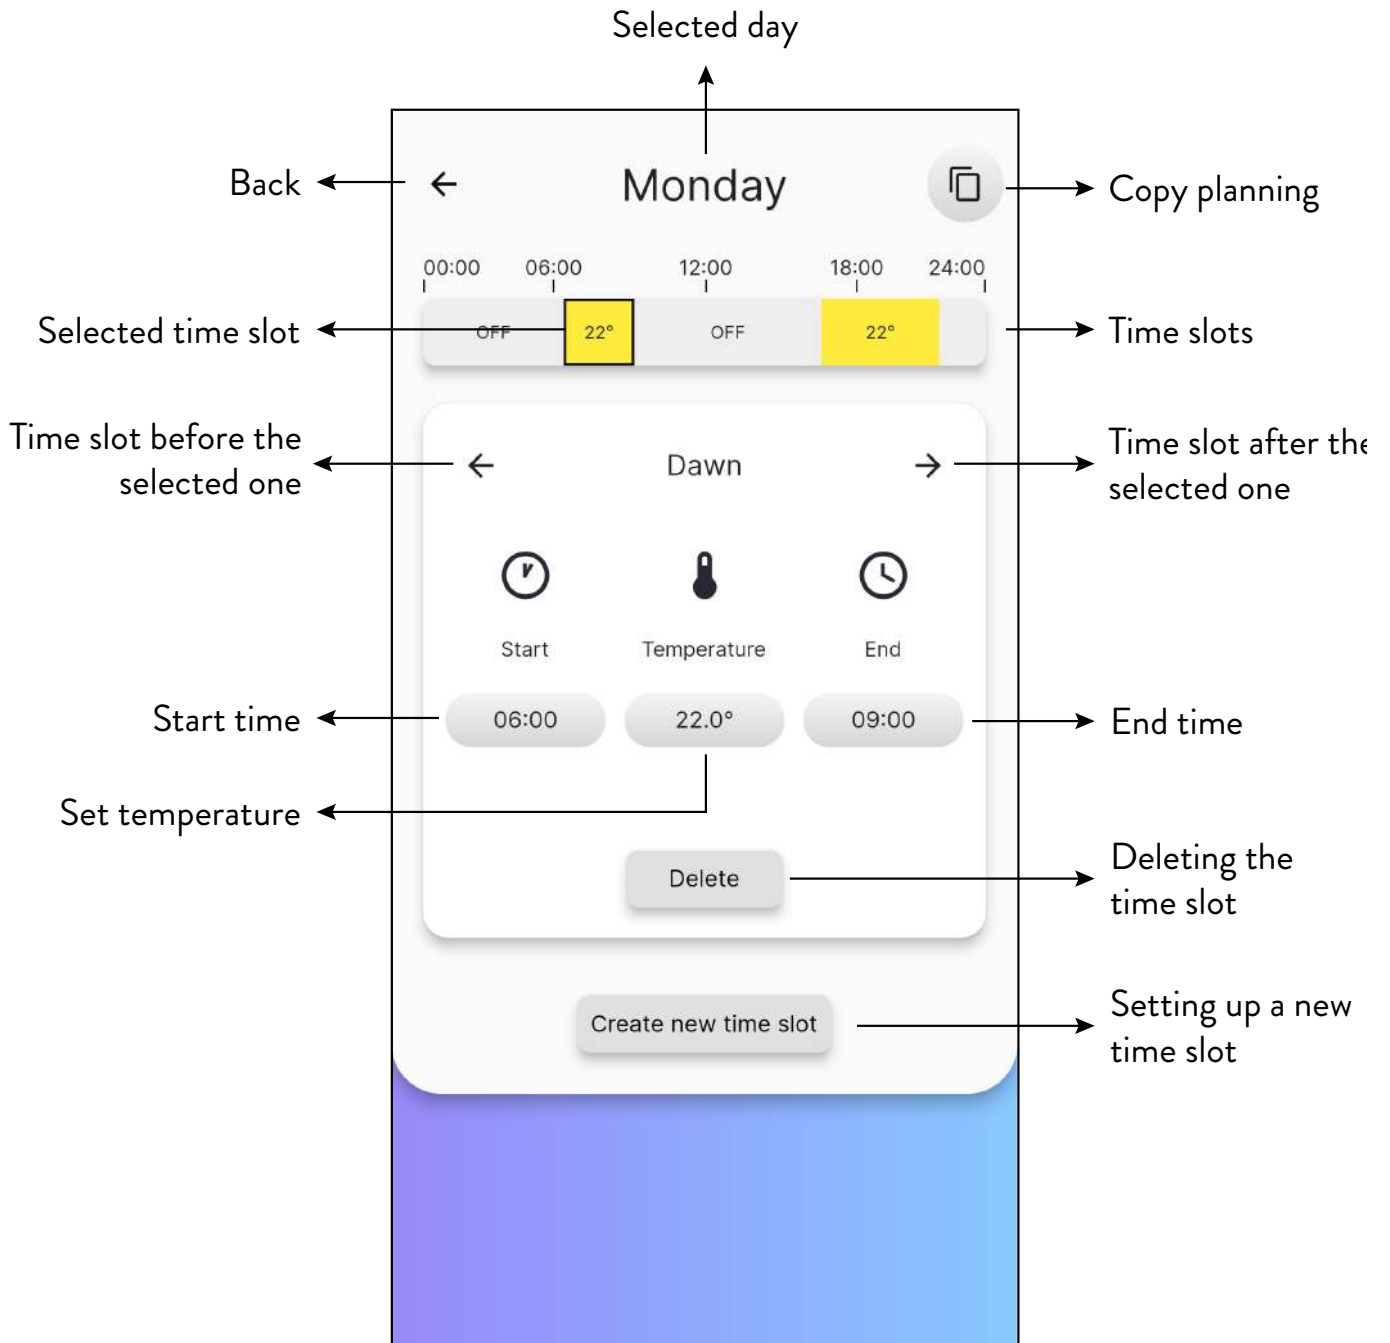 Selected day
Back
Monday
Copy planning
00:00 06:00 12:00 18:00 24:00
Selected time slot
OFF 22° OFF 22°
Time slots
Time slot before the
selected one
Dawn
Time slot after the
selected one
Start Temperature End
Start time
06:00 22.0° 09:00
End time
Set temperature
Delete
Deleting the
time slot
Create new time slot
Setting up a new
time slot